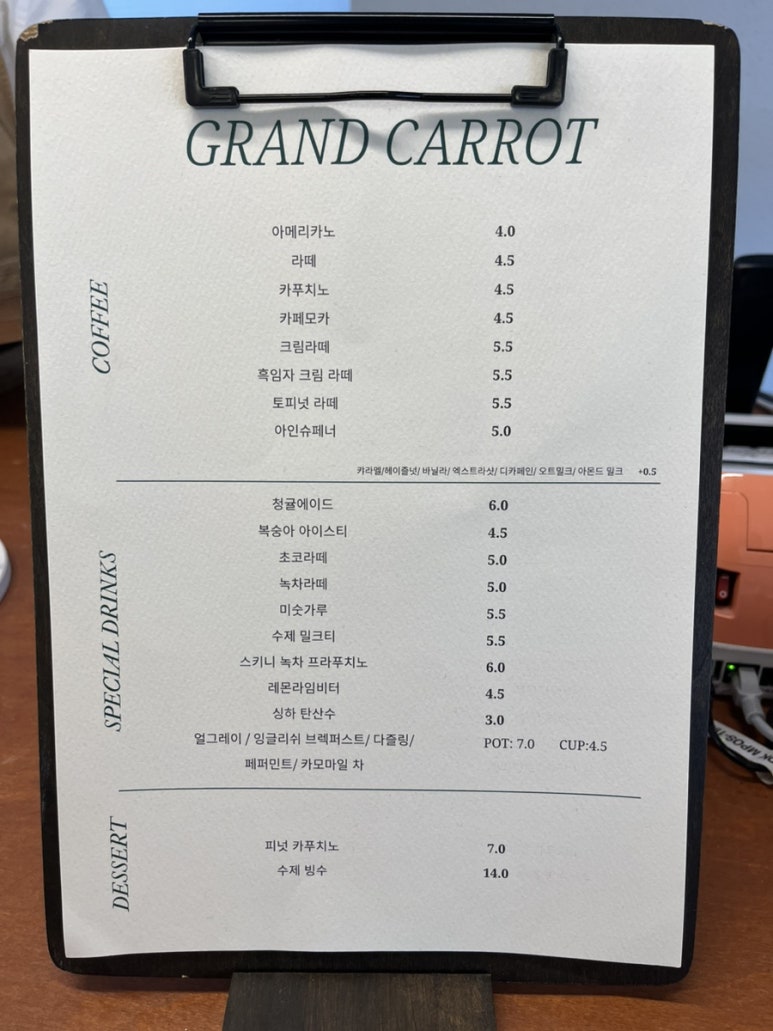 GRAND CARROT
COFFEE
아메리카노 4.0
라떼 4.5
카푸치노 4.5
카페모카 4.5
크림라떼 5.5
흑임자 크림 라떼 5.5
토피넛 라떼 5.5
아인슈페너 5.0
캬라멜/헤이즐넛/ 바닐라/ 엑스트라샷/ 디카페인/ 오트밀크/ 아몬드 밀크 +0.5
SPECIAL DRINKS
청귤에이드 6.0
복숭아 아이스티 4.5
초코라떼 5.0
녹차라떼 5.0
미숫가루 5.5
수제 밀크티 5.5
스키니 녹차 프라푸치노 6.0
레몬라임비터 4.5
싱하 탄산수 3.0
얼그레이 / 잉글리쉬 브렉퍼스트/ 다즐링/ POT: 7.0 CUP:4.5
페퍼민트/ 카모마일 차
DESSERT
피넛 카푸치노 7.0
수제 빙수 14.0